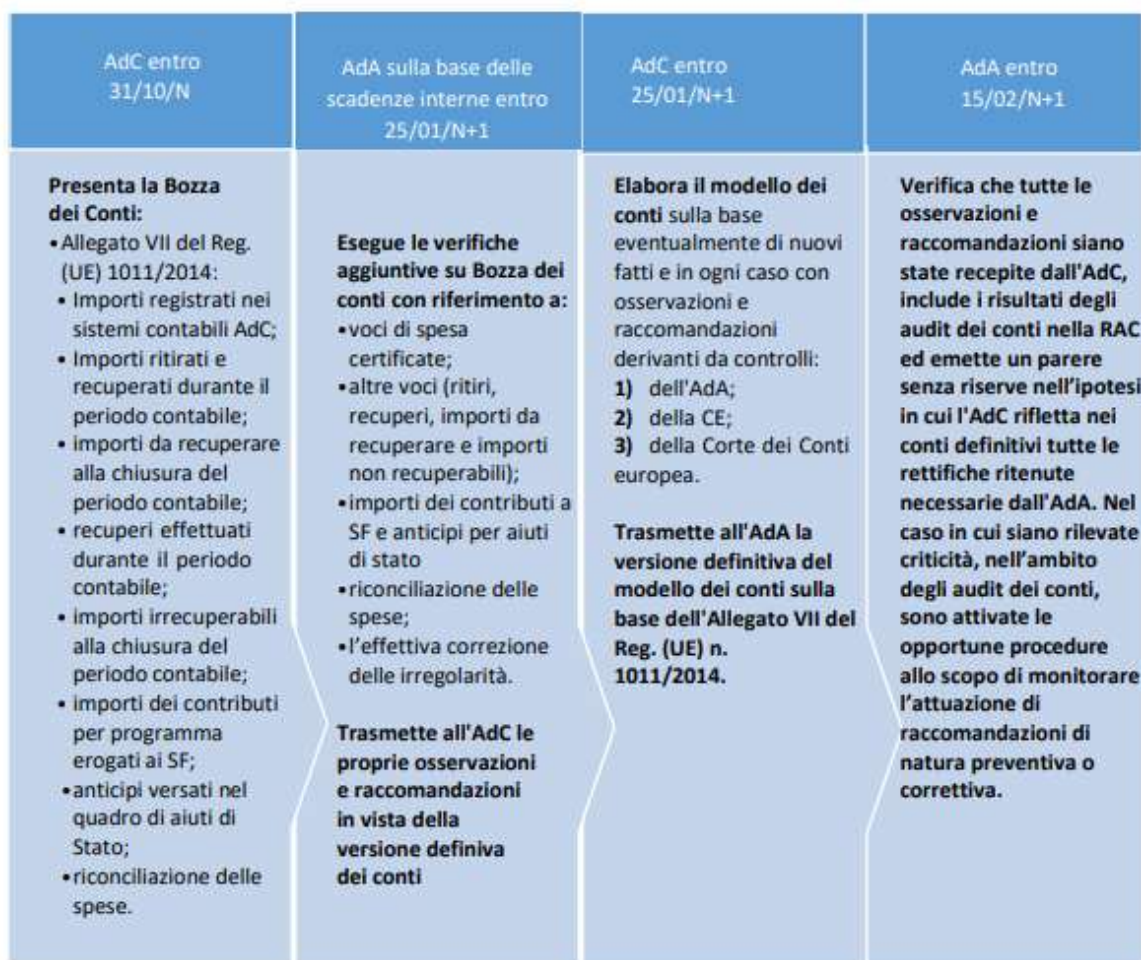 AdC entro
31/10/N
AdA sulla base delle
scadenze interne entro
25/01/N+1
AdC entro
25/01/N+1
AdA entro
15/02/N+1
Presenta la Bozza
dei Conti:
•Allegato VII del Reg.
(UE) 1011/2014:
• Importi registrati nei
sistemi contabili AdC;
• Importi ritirati e
recuperati durante il
periodo contabile;
• importi da recuperare
alla chiusura del
periodo contabile;
• recuperi effettuati
durante il periodo
contabile;
• importi irrecuperabili
alla chiusura del
periodo contabile;
• importi dei contributi
per programma
erogati ai SF;
•anticipi versati nel
quadro di aiuti di
Stato;
•riconciliazione delle
spese.
Esegue le verifiche
aggiuntive su Bozza dei
conti con riferimento a:
•voci di spesa
certificate;
•altre voci (ritiri,
recuperi, importi da
recuperare e importi
non recuperabili);
•importi dei contributi a
SF e anticipi per aiuti
di stato
•riconciliazione delle
spese;
•l'effettiva correzione
delle irregolarità.
Trasmette all'AdC le
proprie osservazioni
e raccomandazioni
in vista della
versione definiva
dei conti
Elabora il modello dei
conti sulla base
eventualmente di nuovi
fatti e in ogni caso con
osservazioni e
raccomandazioni
derivanti da controlli:
1) dell'AdA;
2) della CE;
3) della Corte dei Conti
europea.
Trasmette all'AdA la
versione definitiva del
modello dei conti sulla
base dell'Allegato VII del
Reg. (UE) n.
1011/2014.
Verifica che tutte le
osservazioni e
raccomandazioni siano
state recepite dall'AdC,
include i risultati degli
audit dei conti nella RAC
ed emette un parere
senza riserve nell'ipotesi
in cui l'AdC rifletta nei
conti definitivi tutte le
rettifiche ritenute
necessarie dall'AdA. Nel
caso in cui siano rilevate
criticità, nell'ambito
degli audit dei conti,
sono attivate le
opportune procedure
allo scopo di monitorare
l'attuazione di
raccomandazioni di
natura preventiva o
correttiva.